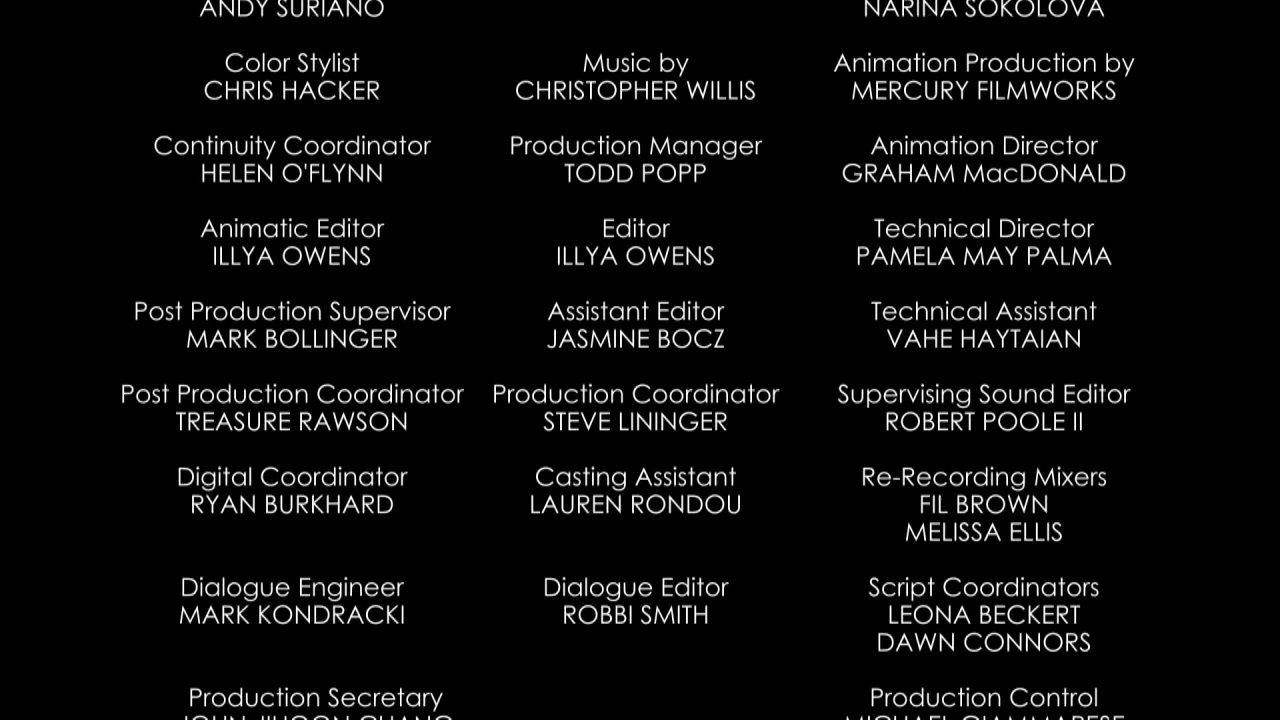 ANDY SURIANO
NARINA SOKOLOVA
Color Stylist
CHRIS HACKER
Music by
CHRISTOPHER WILLIS
Animation Production by
MERCURY FILMWORKS
Continuity Coordinator
HELEN O'FLYNN
Production Manager
TODD POPP
Animation Director
GRAHAM MacDONALD
Animatic Editor
ILLYA OWENS
Editor
ILLYA OWENS
Technical Director
PAMELA MAY PALMA
Post Production Supervisor
MARK BOLLINGER
Assistant Editor
JASMINE BOCZ
Technical Assistant
VAHE HAYTAIAN
Post Production Coordinator
TREASURE RAWSON
Production Coordinator
STEVE LININGER
Supervising Sound Editor
ROBERT POOLE II
Digital Coordinator
RYAN BURKHARD
Casting Assistant
LAUREN RONDOU
Re-Recording Mixers
FIL BROWN
MELISSA ELLIS
Dialogue Engineer
MARK KONDRACKI
Dialogue Editor
ROBBI SMITH
Script Coordinators
LEONA BECKERT
DAWN CONNORS
Production Secretary
Production Control